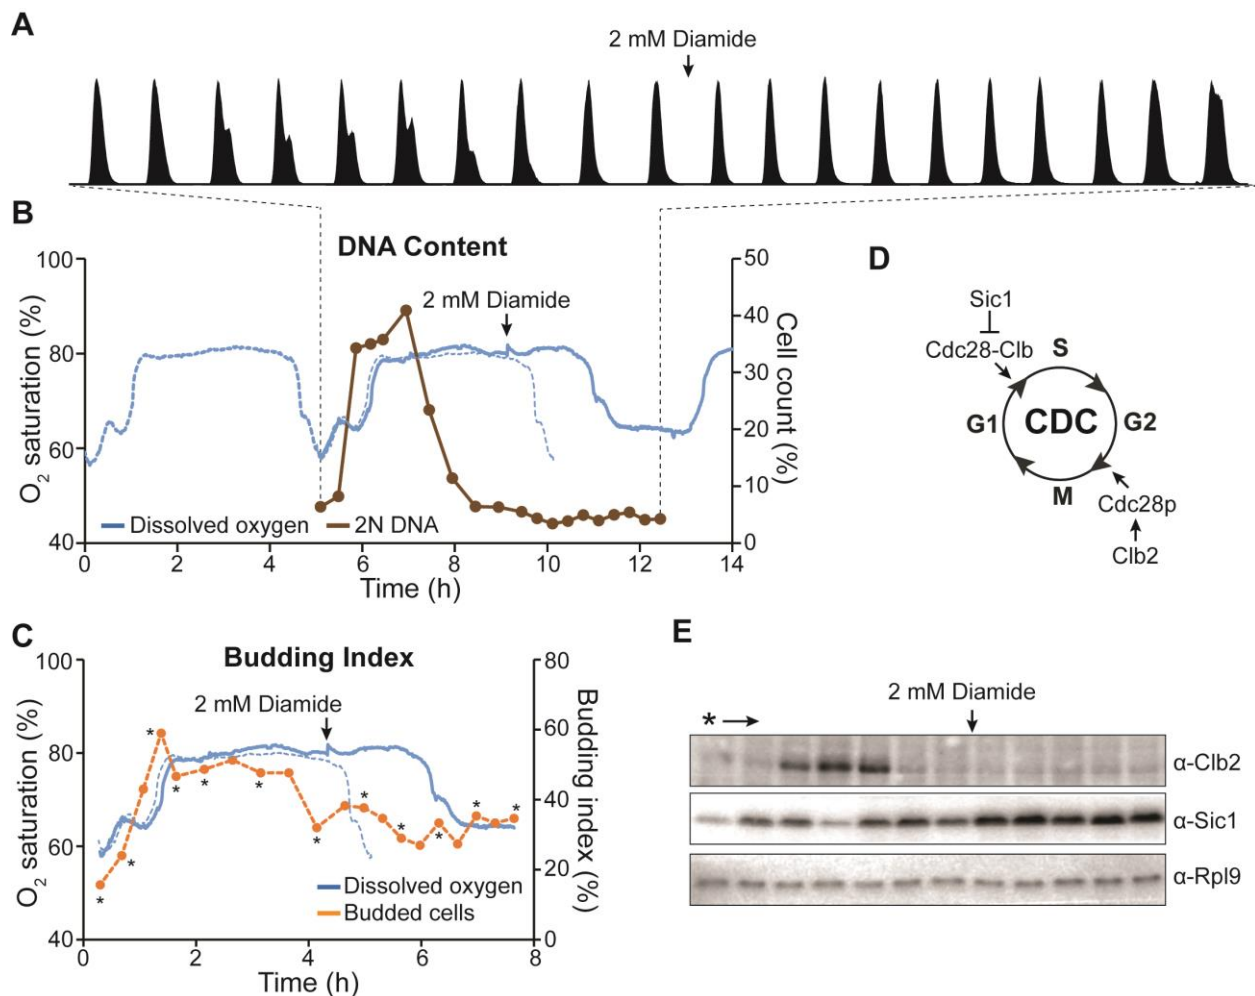 A
2 mM Diamide
B
DNA Content
100
80
60
40
O2 saturation (%)
2 mM Diamide
50
40
30
20
10
0
Cell count (%)
Dissolved oxygen
2N DNA
0 2 4 6 8 10 12 14
Time (h)
D
Sic1
Cdc28-Clb
S
G1 CDC G2
M
Cdc28p
Clb2
C
Budding Index
100
80
60
40
O2 saturation (%)
2 mM Diamide
80
60
40
20
0
Budding index (%)
* * * * * * * * * * * *
Dissolved oxygen
Budded cells
0 2 4 6 8
Time (h)
E
2 mM Diamide
*
α-Clb2
α-Sic1
α-Rpl9